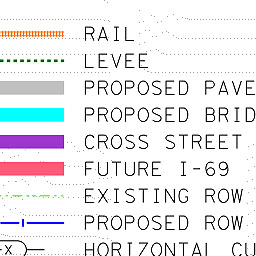 RAIL
LEVEE
PROPOSED PAVE
PROPOSED BRID
CROSS STREET
FUTURE I-69
EXISTING ROW
PROPOSED ROW
X HORIZONTAL CU